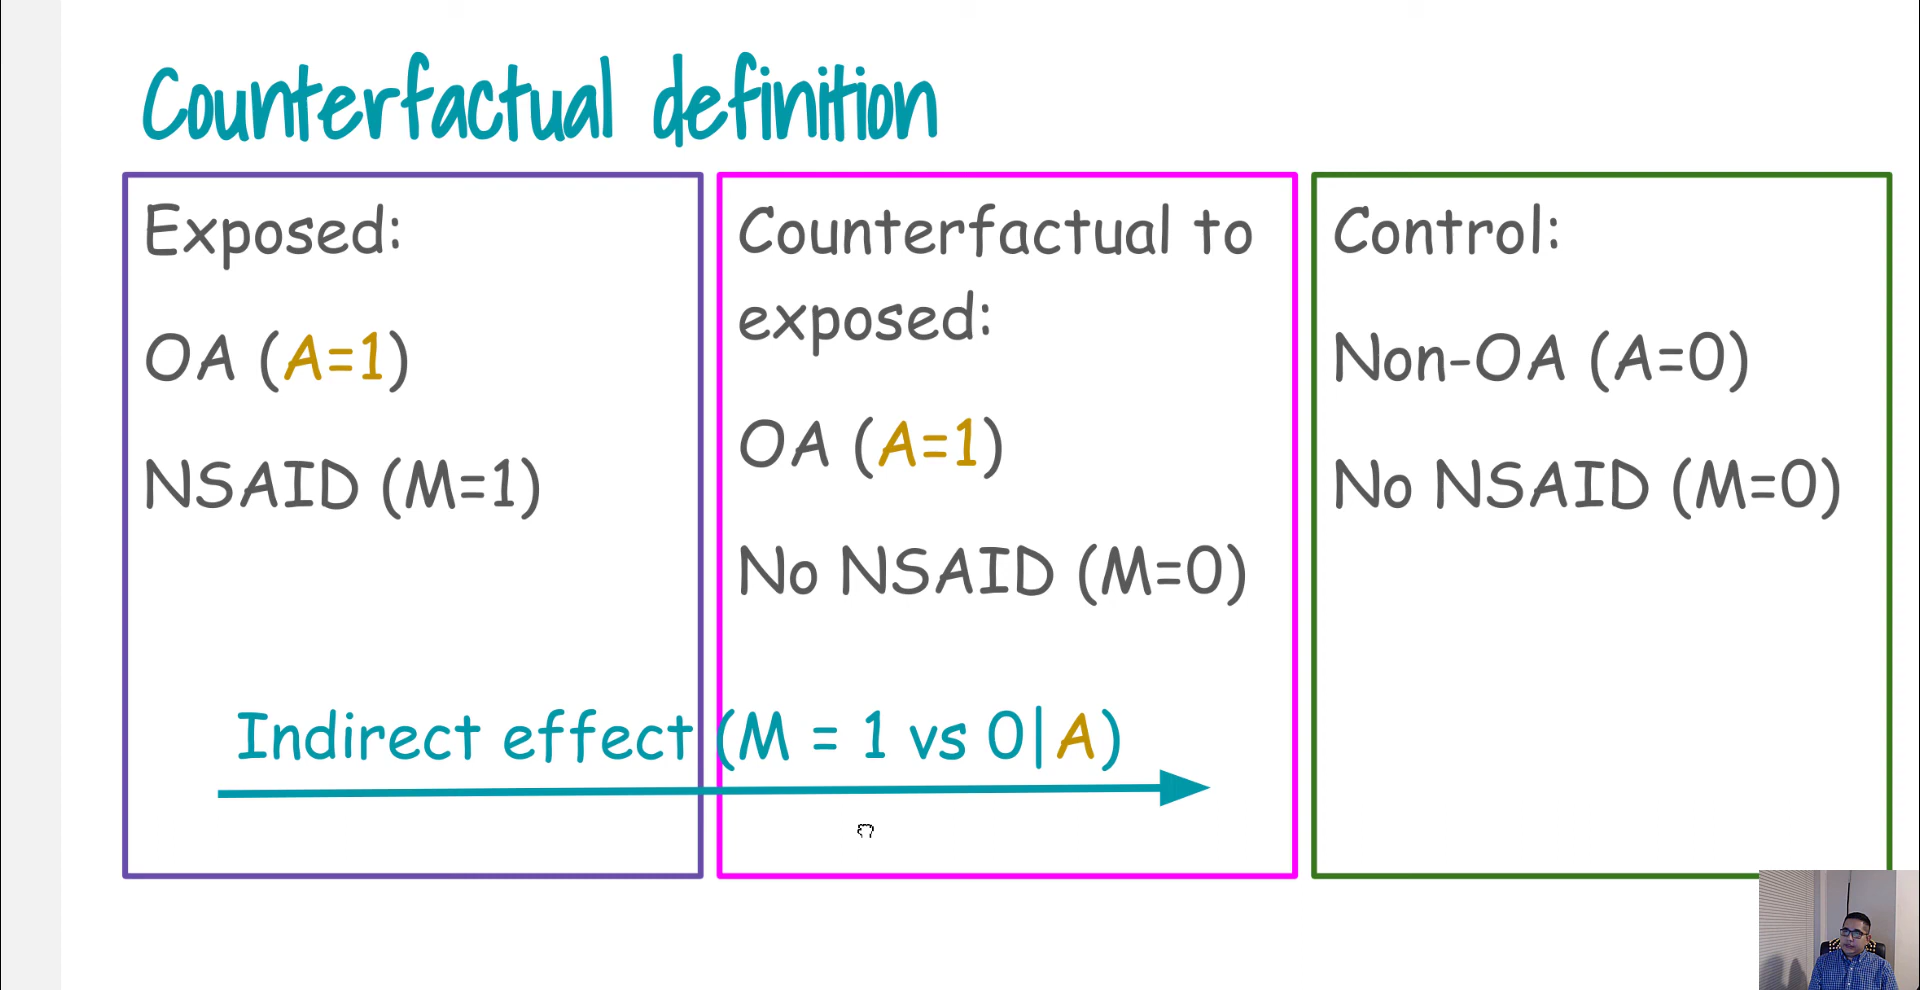 Counterfactual definition
Exposed:
OA (A=1)
NSAID (M=1)
Counterfactual to
exposed:
OA (A=1)
No NSAID (M=0)
Control:
Non-OA (A=0)
No NSAID (M=0)
Indirect effect (M = 1 vs 0|A)